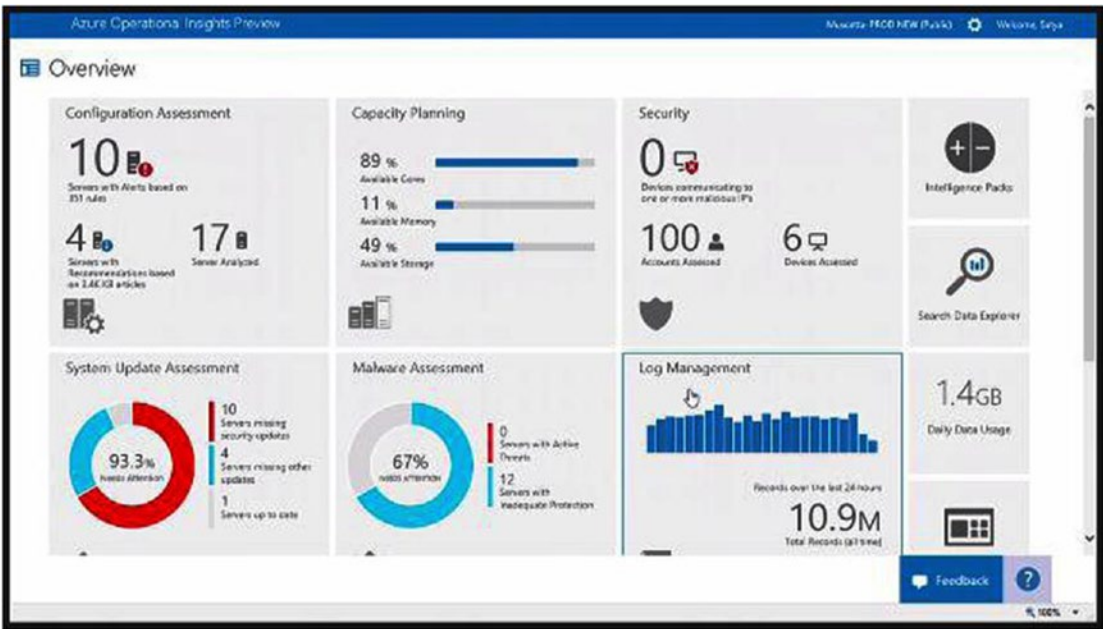 Azure Operational Insights Preview
Muscetta-PROD NEW (Public)
Welcome, Satya
Overview
Configuration Assessment
10
Servers with Alerts based on
351 rules
4
Servers with
Recommendations based
on 2.4K KB articles
17
Server Analyzed
Capacity Planning
89 %
Available Cores
11 %
Available Memory
49 %
Available Storage
Security
0
Devices communicating to
one or more malicious IP's
100
Accounts Assessed
6
Devices Assessed
Intelligence Packs
Search Data Explorer
System Update Assessment
93.3%
Needs Attention
10
Servers missing
security updates
4
Servers missing other
updates
1
Servers up to date
Malware Assessment
67%
NEEDS ATTENTION
0
Servers with Active
Threats
12
Servers with
Inadequate Protection
Log Management
Records over the last 24 hours
10.9M
Total Records (all time)
1.4GB
Daily Data Usage
Feedback
?
100%